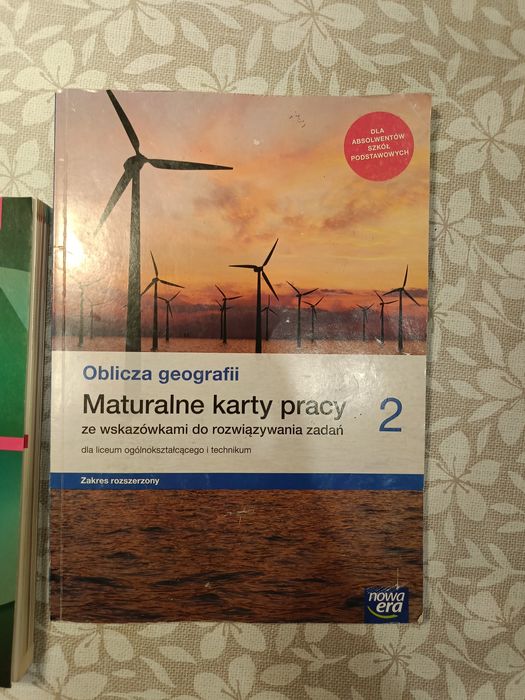 DLA
ABSOLWENTÓW
SZKÓŁ
PODSTAWOWYCH
Oblicza geografii
Maturalne karty pracy 2
ze wskazówkami do rozwiązywania zadań
dla liceum ogólnokształcącego i technikum
Zakres rozszerzony
nowa
era